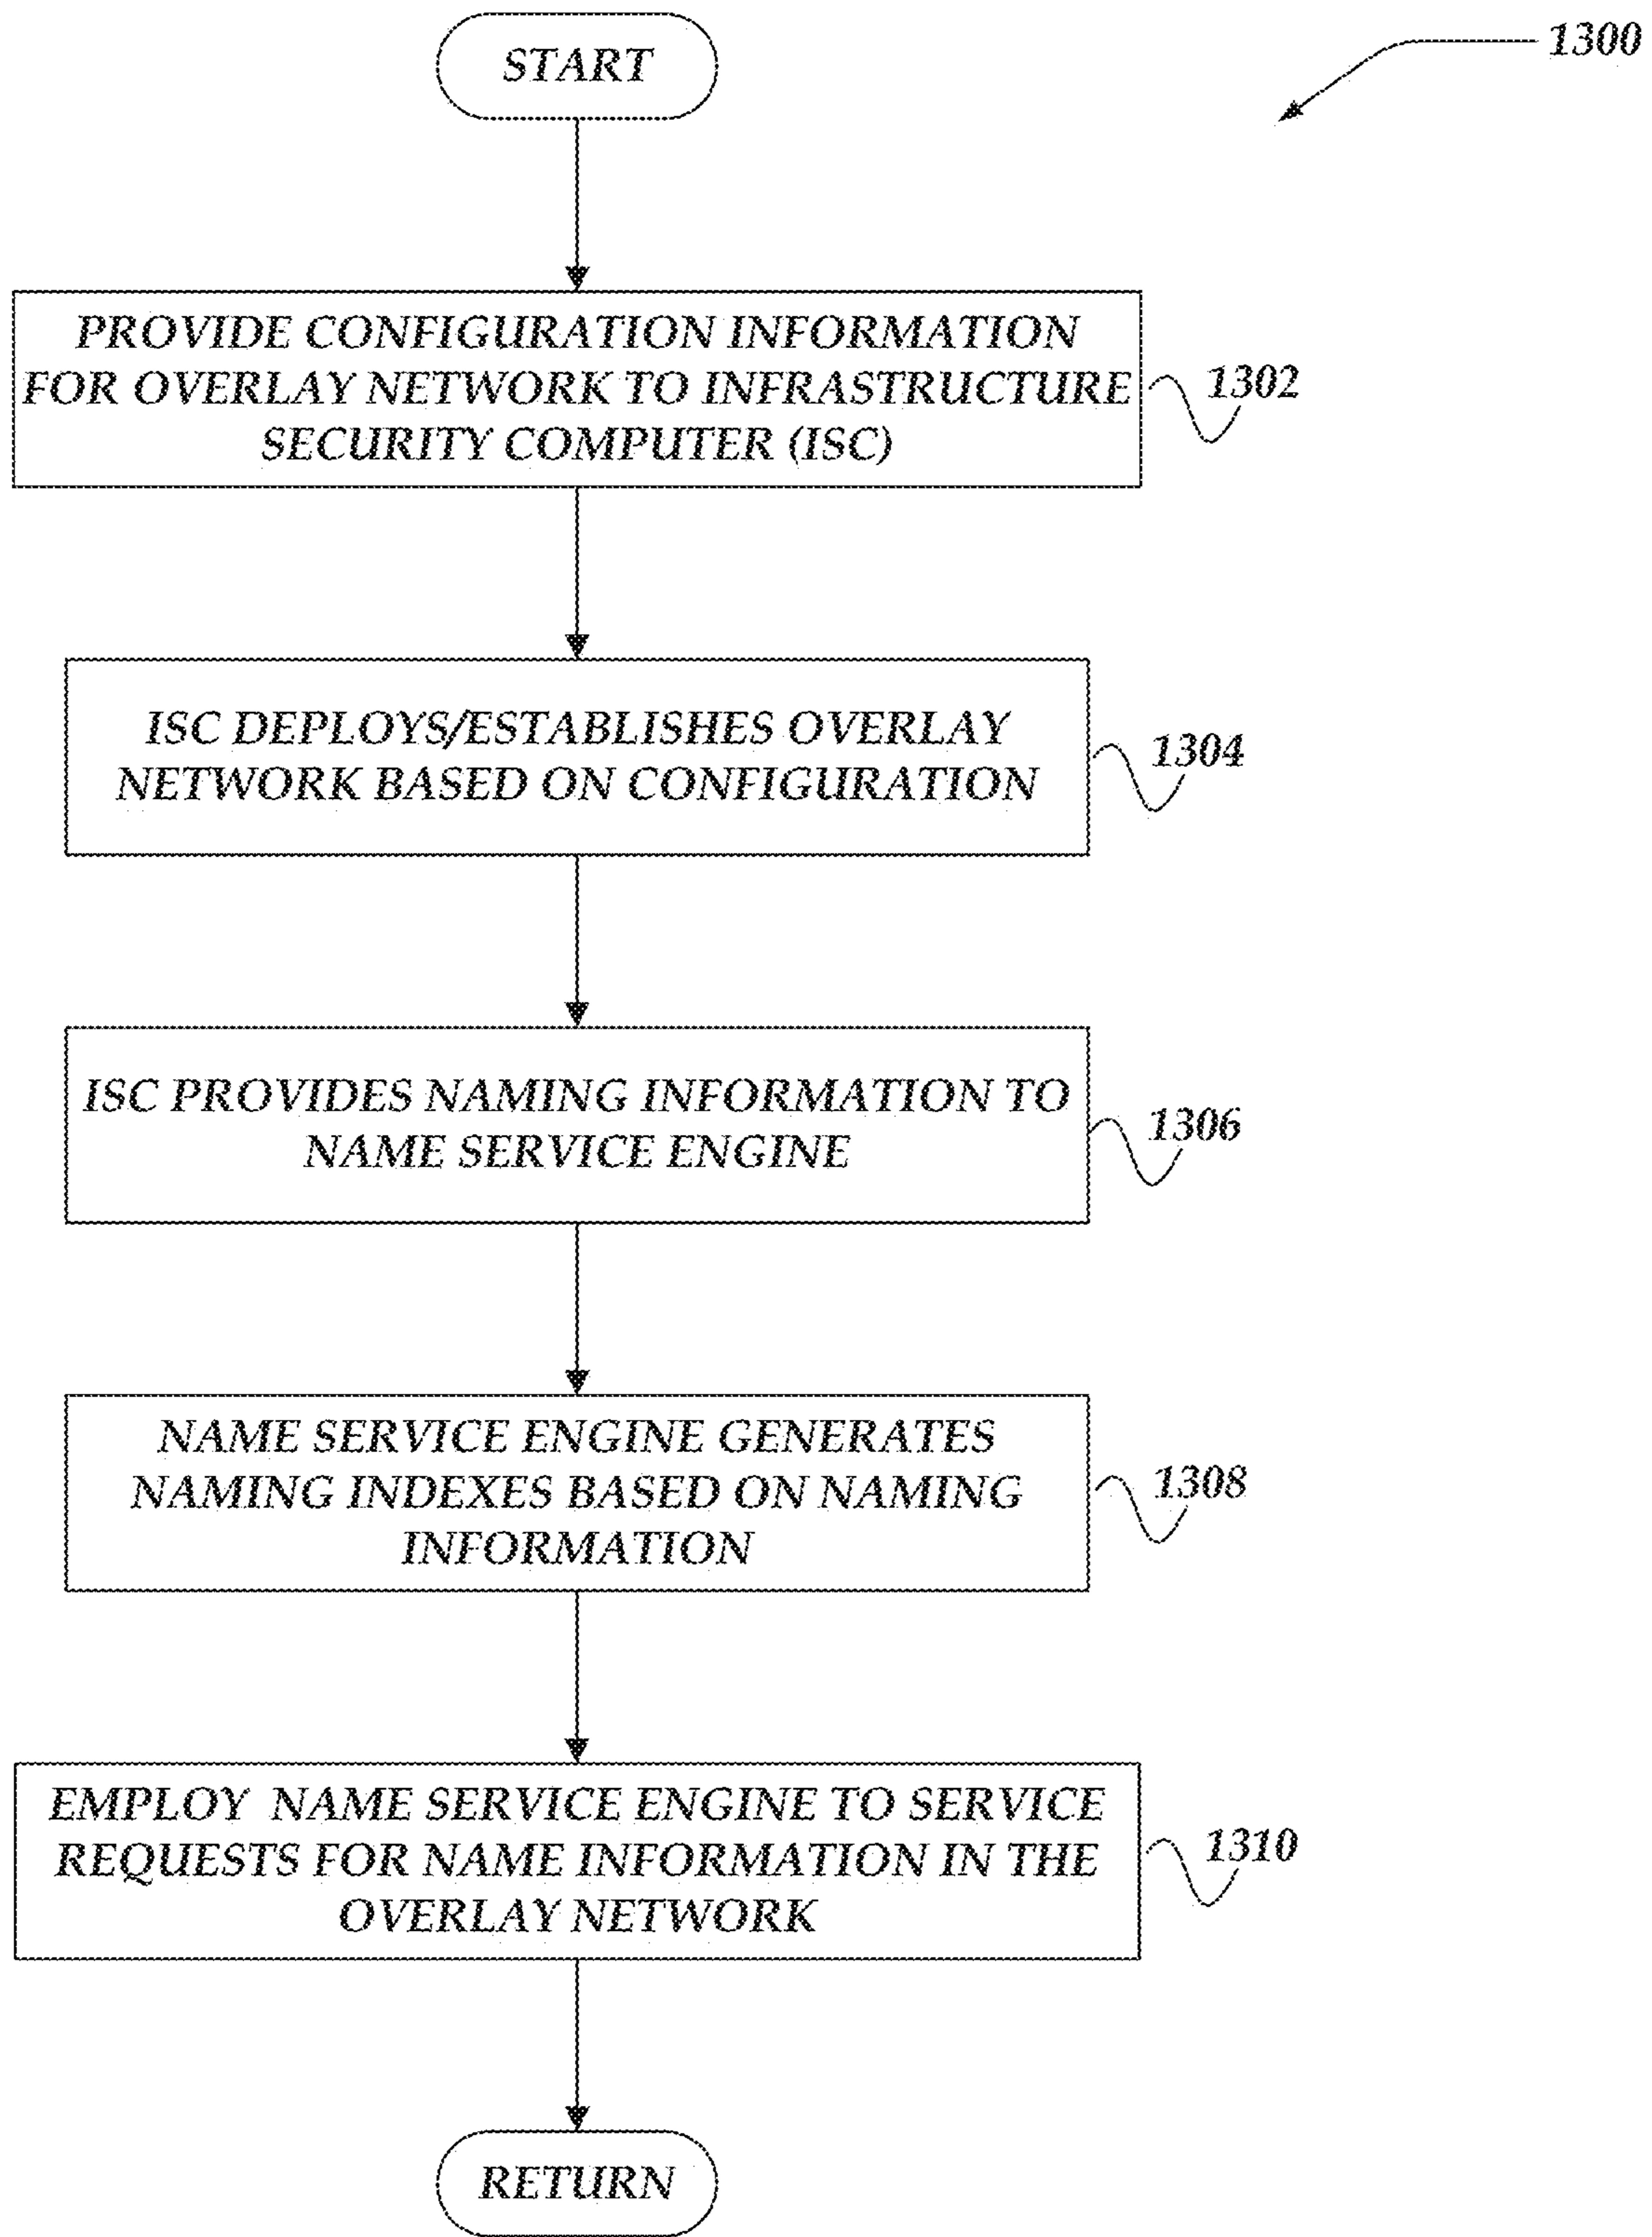 START
1300
PROVIDE CONFIGURATION INFORMATION
FOR OVERLAY NETWORK TO INFRASTRUCTURE
SECURITY COMPUTER (ISC)
1302
ISC DEPLOYS/ESTABLISHES OVERLAY
NETWORK BASED ON CONFIGURATION
1304
ISC PROVIDES NAMING INFORMATION TO
NAME SERVICE ENGINE
1306
NAME SERVICE ENGINE GENERATES
NAMING INDEXES BASED ON NAMING
INFORMATION
1308
EMPLOY NAME SERVICE ENGINE TO SERVICE
REQUESTS FOR NAME INFORMATION IN THE
OVERLAY NETWORK
1310
RETURN